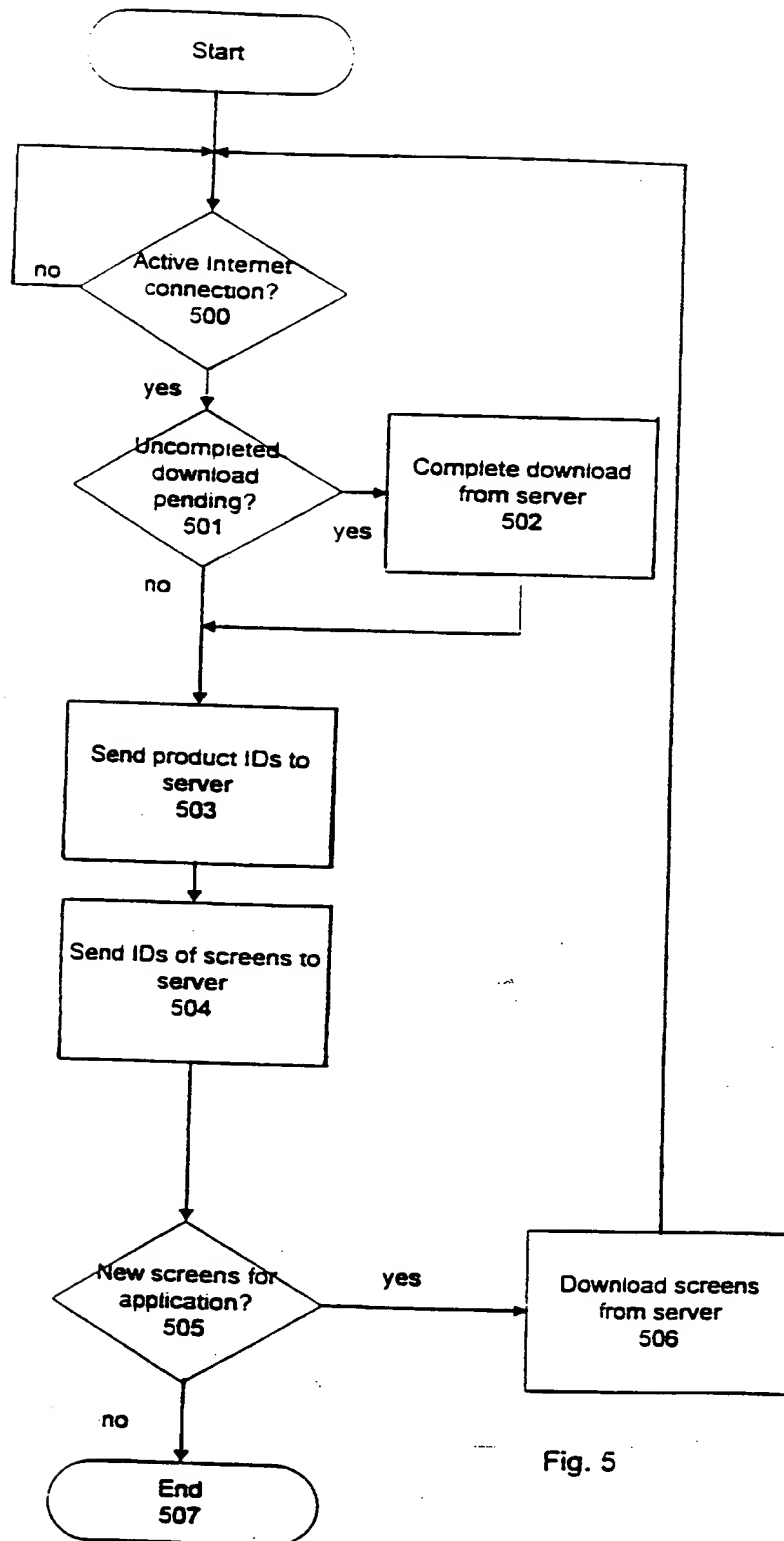 Start
Active Internet
connection?
500
no
yes
Uncompleted
download
pending?
501
yes
Complete download
from server
502
no
Send product IDs to
server
503
Send IDs of screens to
server
504
New screens for
application?
505
yes
Download screens
from server
506
no
End
507
Fig. 5